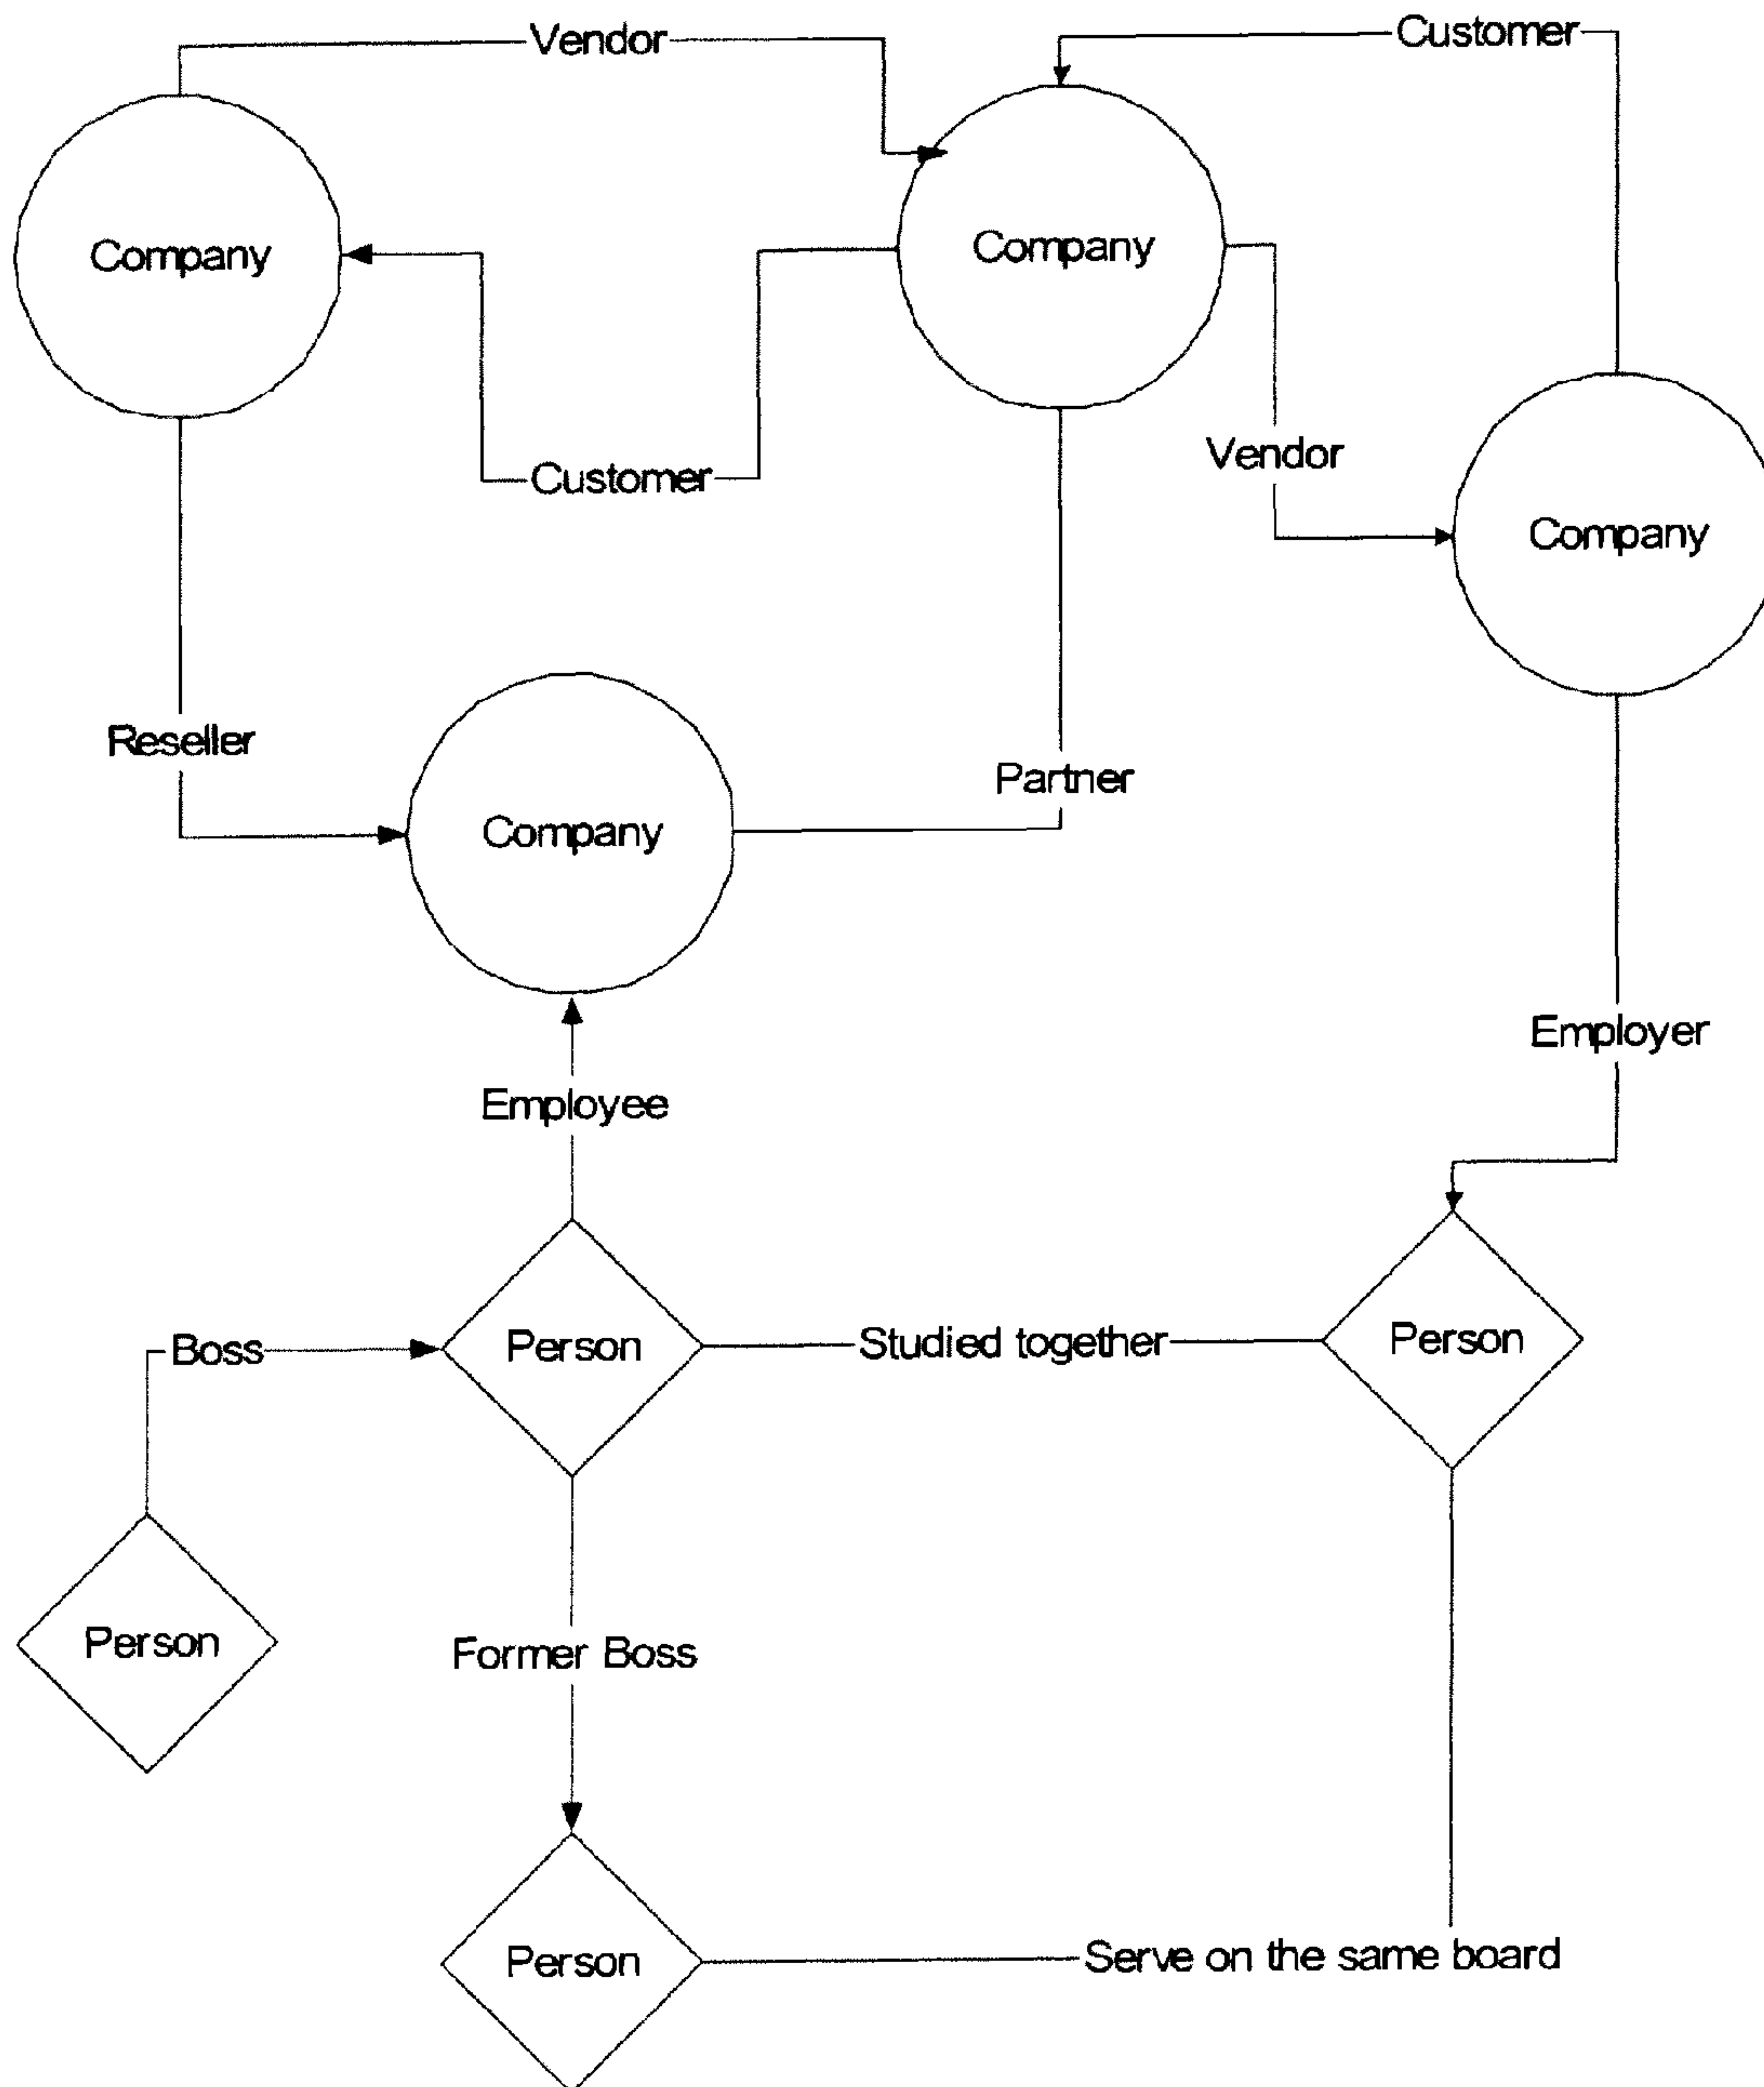 Vendor
Customer
Company
Company
Vendor
Customer
Company
Reseller
Partner
Company
Employer
Employee
Boss
Person
Studied together
Person
Person
Former Boss
Person
Serve on the same board